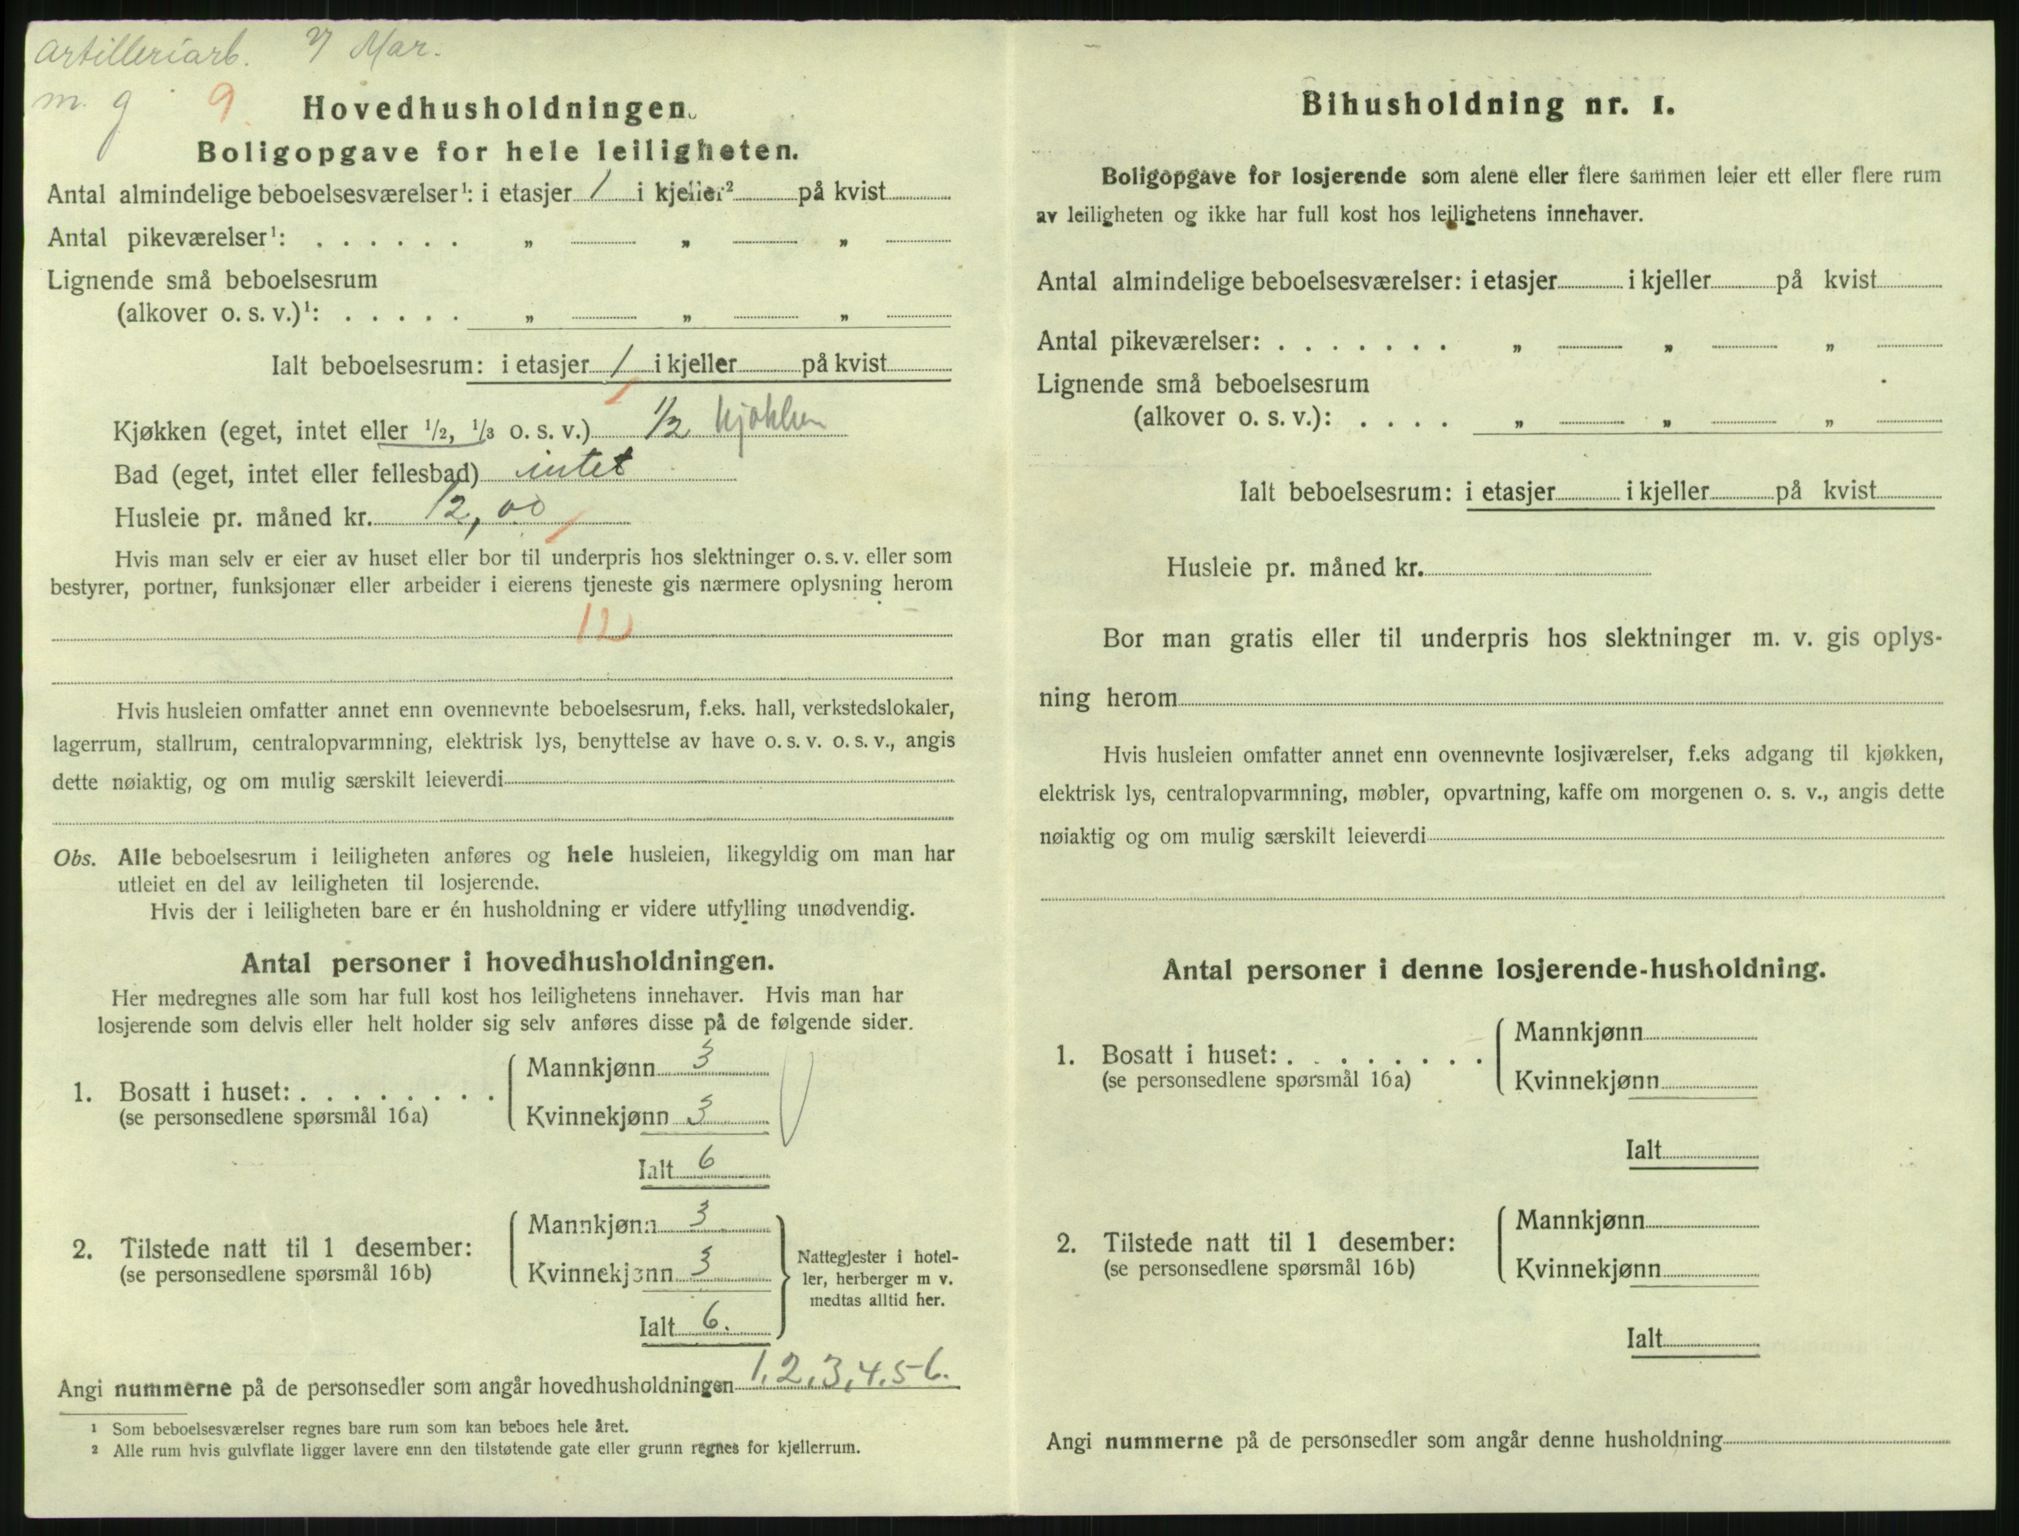 Artilleriarb. 7 Mar.
m. g 9
Hovedhusholdningen.
Boligopgave for hele leiligheten.
Antal almindelige beboelsesværelser¹: i etasjer 1 i kjeller² på kvist
Antal pikeværelser¹: . . . . . . „ „ „
Lignende små beboelsesrum
(alkover o. s. v.)¹: . . . . . „ „ „
Ialt beboelsesrum: i etasjer 1 i kjeller på kvist
Kjøkken (eget, intet eller 1/2, 1/3 o. s. v.) 1/2 kjøkken
Bad (eget, intet eller fellesbad) intet
Husleie pr. måned kr. 12,00
Hvis man selv er eier av huset eller bor til underpris hos slektninger o. s. v. eller som
bestyrer, portner, funksjonær eller arbeider i eierens tjeneste gis nærmere oplysning herom
12
Hvis husleien omfatter annet enn ovennevnte beboelsesrum, f.eks. hall, verkstedslokaler,
lagerrum, stallrum, centralopvarmning, elektrisk lys, benyttelse av have o. s. v. o. s. v., angis
dette nøiaktig, og om mulig særskilt leieverdi
Obs. Alle beboelsesrum i leiligheten anføres og hele husleien, likegyldig om man har
utleiet en del av leiligheten til losjerende.
Hvis der i leiligheten bare er én husholdning er videre utfylling unødvendig.
Antal personer i hovedhusholdningen.
Her medregnes alle som har full kost hos leilighetens innehaver. Hvis man har
losjerende som delvis eller helt holder sig selv anføres disse på de følgende sider.
Mannkjønn 3
1. Bosatt i huset: . . . . . . . .
(se personsedlene spørsmål 16a)
Kvinnekjønn 3
Ialt 6
Mannkjønn 3
2. Tilstede natt til 1 desember:
(se personsedlene spørsmål 16b)
Kvinnekjønn 3
Ialt 6.
Nattegjester i hotel-
ler, herberger m v.
medtas alltid her.
Angi nummerne på de personsedler som angår hovedhusholdningen 1,2,3,4,5-6.
¹ Som beboelsesværelser regnes bare rum som kan beboes hele året.
² Alle rum hvis gulvflate ligger lavere enn den tilstøtende gate eller grunn regnes for kjellerrum.
Bihusholdning nr. 1.
Boligopgave for losjerende som alene eller flere sammen leier ett eller flere rum
av leiligheten og ikke har full kost hos leilighetens innehaver.
Antal almindelige beboelsesværelser: i etasjer i kjeller på kvist
Antal pikeværelser: . . . . . . . „ „ „
Lignende små beboelsesrum
(alkover o. s. v.): . . . . „ „ „
Ialt beboelsesrum: i etasjer i kjeller på kvist
Husleie pr. måned kr.
Bor man gratis eller til underpris hos slektninger m. v. gis oplys-
ning herom
Hvis husleien omfatter annet enn ovennevnte losjiværelser, f.eks adgang til kjøkken,
elektrisk lys, centralopvarmning, møbler, opvartning, kaffe om morgenen o. s. v., angis dette
nøiaktig og om mulig særskilt leieverdi
Antal personer i denne losjerende-husholdning.
Mannkjønn
1. Bosatt i huset: . . . . . . . .
(se personsedlene spørsmål 16a)
Kvinnekjønn
Ialt
Mannkjønn
2. Tilstede natt til 1 desember:
(se personsedlene spørsmål 16b)
Kvinnekjønn
Ialt
Angi nummerne på de personsedler som angår denne husholdning